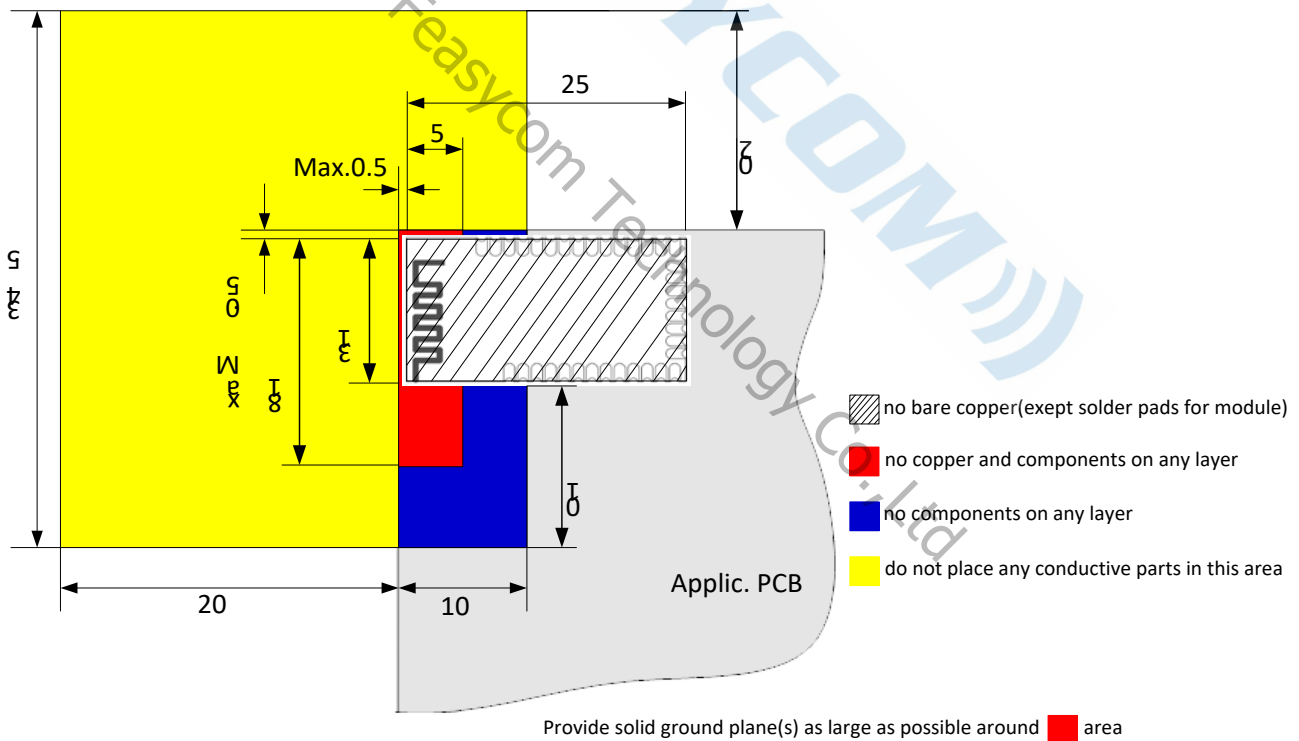 Feasycom Technology Co., Ltd
YCOM
25
5
Max.0.5
20
34.5
Max 0.5
18
13
10
no bare copper(exept solder pads for module)
no copper and components on any layer
no components on any layer
do not place any conductive parts in this area
Applic. PCB
20
10
Provide solid ground plane(s) as large as possible around area